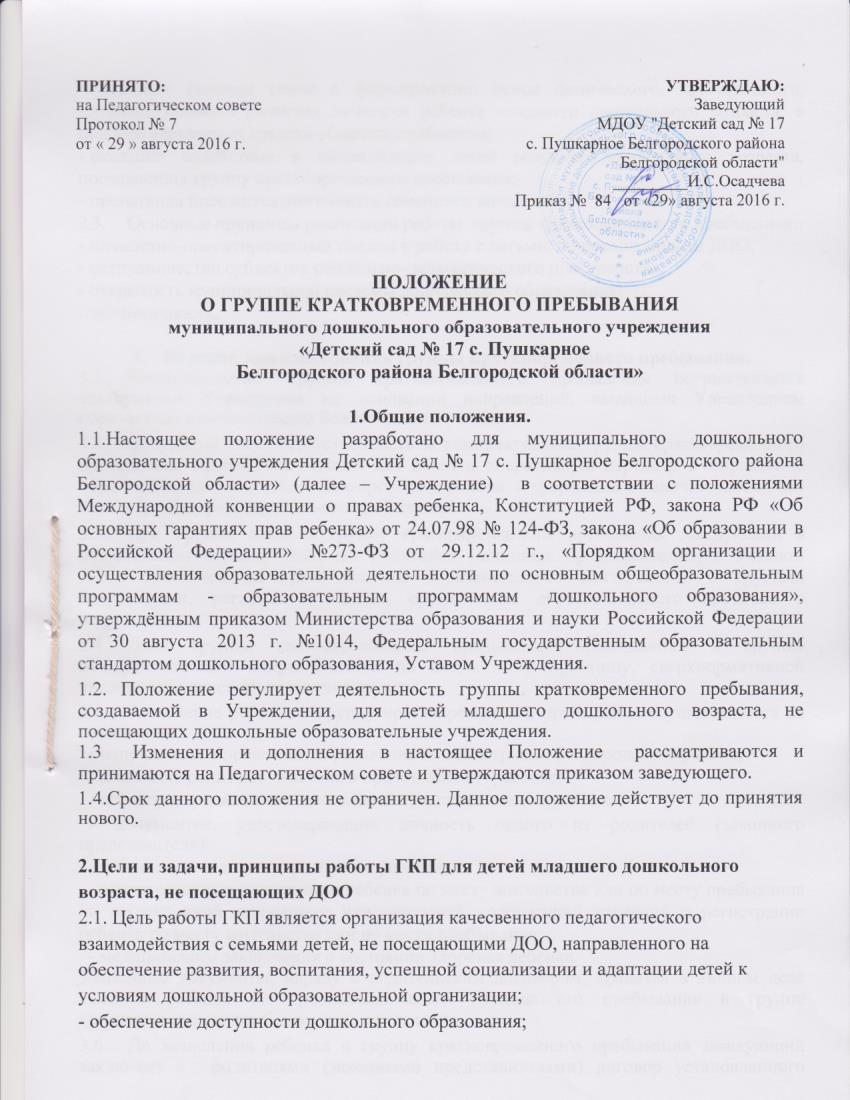 ПРИНЯТО:
на Педагогическом совете
Протокол № 7
от « 29 » августа 2016 г.
УТВЕРЖДАЮ:
Заведующий
МДОУ "Детский сад № 17
с. Пушкарное Белгородского района
Белгородской области"
И.С.Осадчева
Приказ № 84 от «29» августа 2016 г.
ПОЛОЖЕНИЕ
О ГРУППЕ КРАТКОВРЕМЕННОГО ПРЕБЫВАНИЯ
муниципального дошкольного образовательного учреждения
«Детский сад № 17 с. Пушкарное
Белгородского района Белгородской области»
1.Общие положения.
1.1.Настоящее положение разработано для муниципального дошкольного
образовательного учреждения Детский сад № 17 с. Пушкарное Белгородского района
Белгородской области» (далее – Учреждение) в соответствии с положениями
Международной конвенции о правах ребенка, Конституцией РФ, закона РФ «Об
основных гарантиях прав ребенка» от 24.07.98 № 124-ФЗ, закона «Об образовании в
Российской Федерации» №273-ФЗ от 29.12.12 г., «Порядком организации и
осуществления образовательной деятельности по основным общеобразовательным
программам - образовательным программам дошкольного образования»,
утверждённым приказом Министерства образования и науки Российской Федерации
от 30 августа 2013 г. №1014, Федеральным государственным образовательным
стандартом дошкольного образования, Уставом Учреждения.
1.2. Положение регулирует деятельность группы кратковременного пребывания,
создаваемой в Учреждении, для детей младшего дошкольного возраста, не
посещающих дошкольные образовательные учреждения.
1.3 Изменения и дополнения в настоящее Положение рассматриваются и
принимаются на Педагогическом совете и утверждаются приказом заведующего.
1.4.Срок данного положения не ограничен. Данное положение действует до принятия
нового.
2.Цели и задачи, принципы работы ГКП для детей младшего дошкольного
возраста, не посещающих ДОО
2.1. Цель работы ГКП является организация качесвенного педагогического
взаимодействия с семьями детей, не посещающими ДОО, направленного на
обеспечение развития, воспитания, успешной социализации и адаптации детей к
условиям дошкольной образовательной организации;
- обеспечение доступности дошкольного образования;